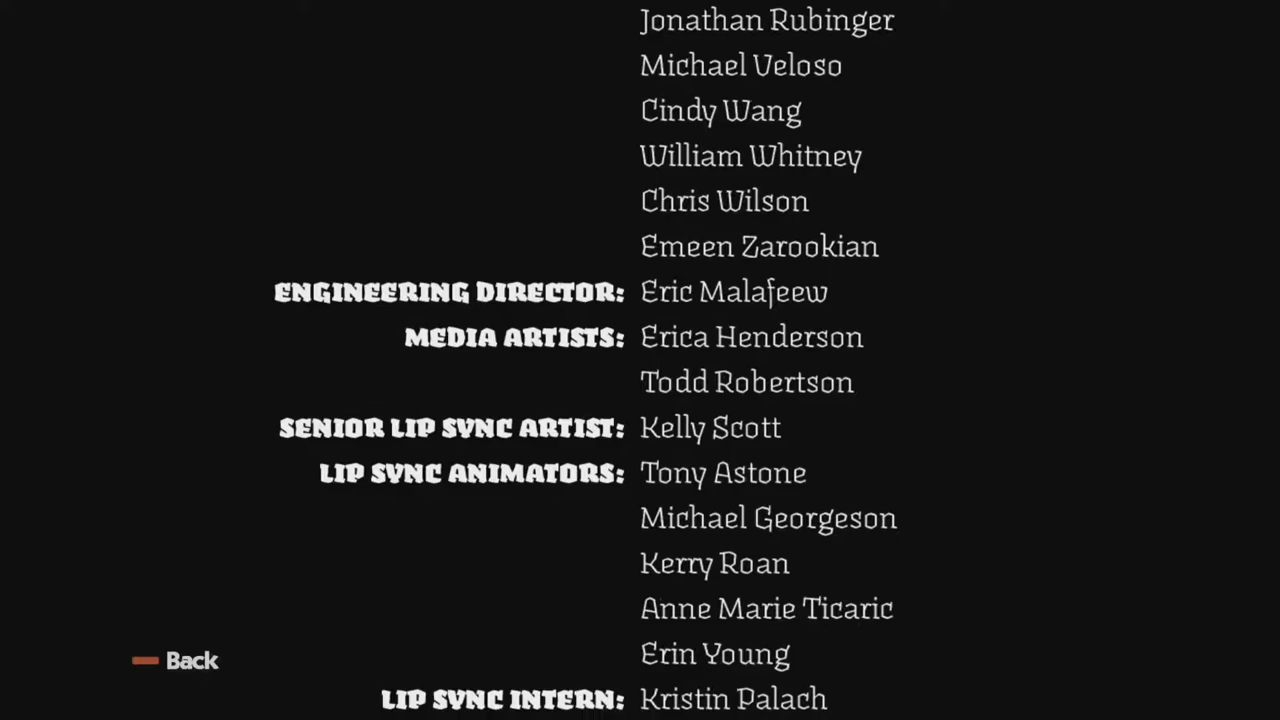 Jonathan Rubinger
Michael Veloso
Cindy Wang
William Whitney
Chris Wilson
Emeen Zarookian
ENGINEERING DIRECTOR: Eric Malafeew
MEDIA ARTISTS: Erica Henderson
Todd Robertson
SENIOR LIP SYNC ARTIST: Kelly Scott
LIP SYNC ANIMATORS: Tony Astone
Michael Georgeson
Kerry Roan
Anne Marie Ticaric
Erin Young
Back
LIP SYNC INTERN: Kristin Palach